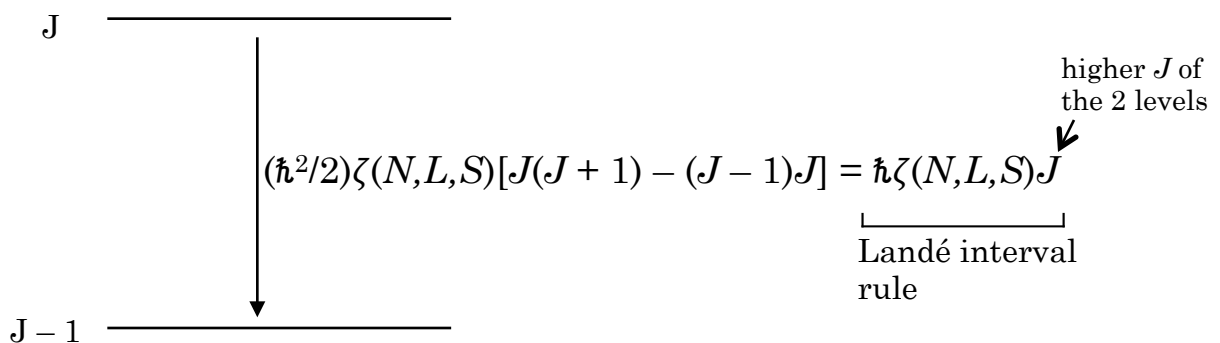 J
higher J of
the 2 levels
(ℏ²/2)ζ(N,L,S)[J(J + 1) – (J – 1)J] = ℏζ(N,L,S)J
Landé interval
rule
J – 1